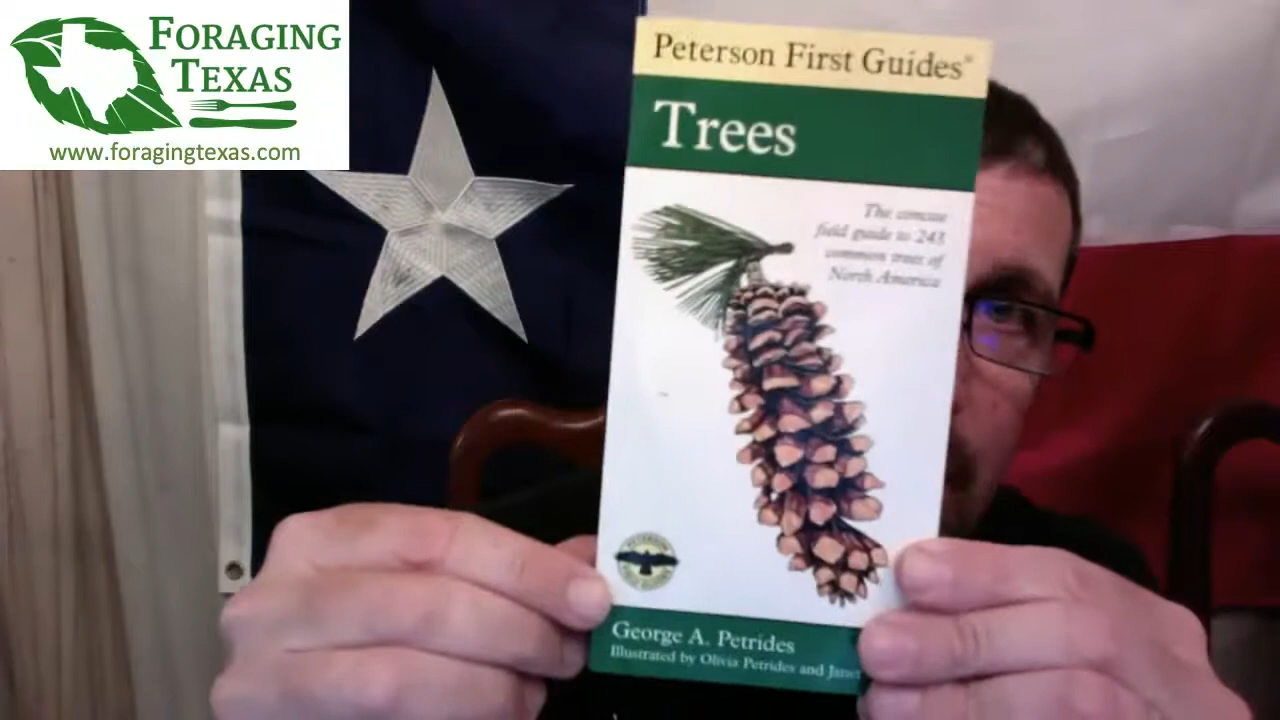 FORAGING
TEXAS
www.foragingtexas.com
Peterson First Guides®
Trees
The concise
field guide to 243
common trees of
North America
George A. Petrides
Illustrated by Olivia Petrides and Janet